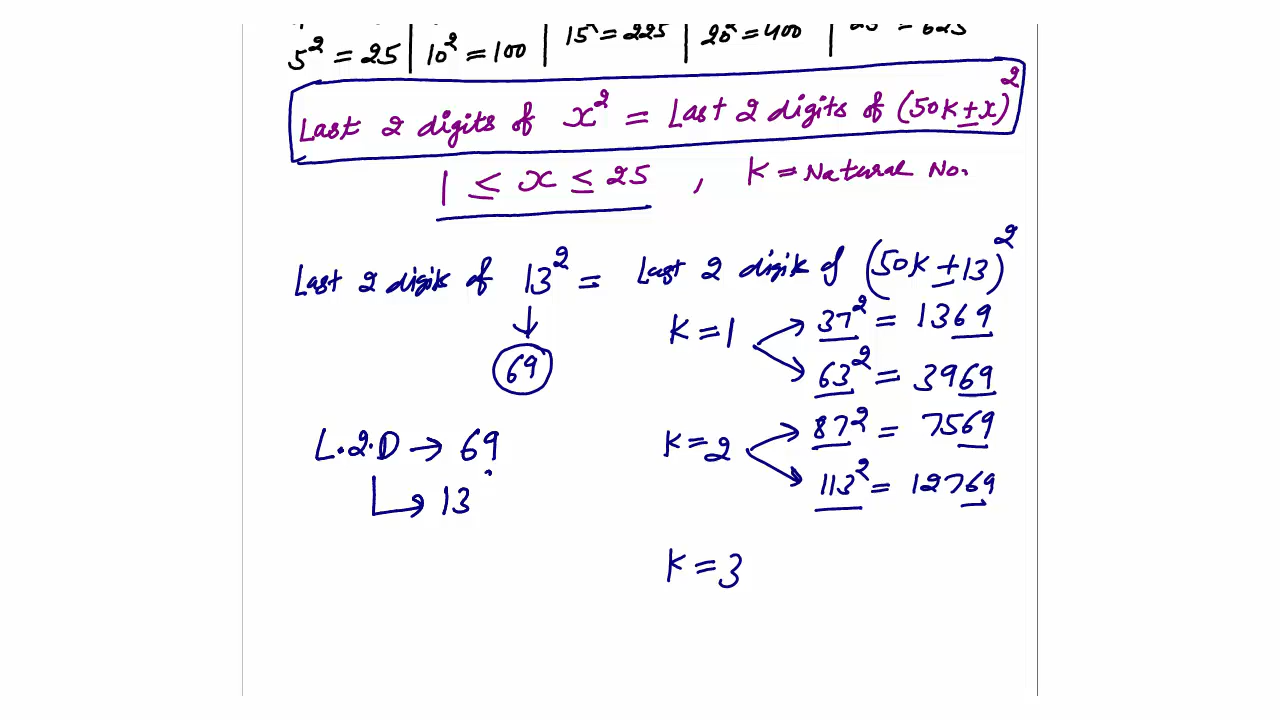 5² = 25 | 10² = 100 | 15² = 225 | 20² = 400 |
Last 2 digits of x² = Last 2 digits of (50K ± x)²
1 ≤ x ≤ 25 , K = Natural No.
Last 2 digits of 13² = Last 2 digits of (50K ± 13)²
69
K = 1
37² = 1369
63² = 3969
L.2.D → 69
13
K = 2
87² = 7569
113² = 12769
K = 3